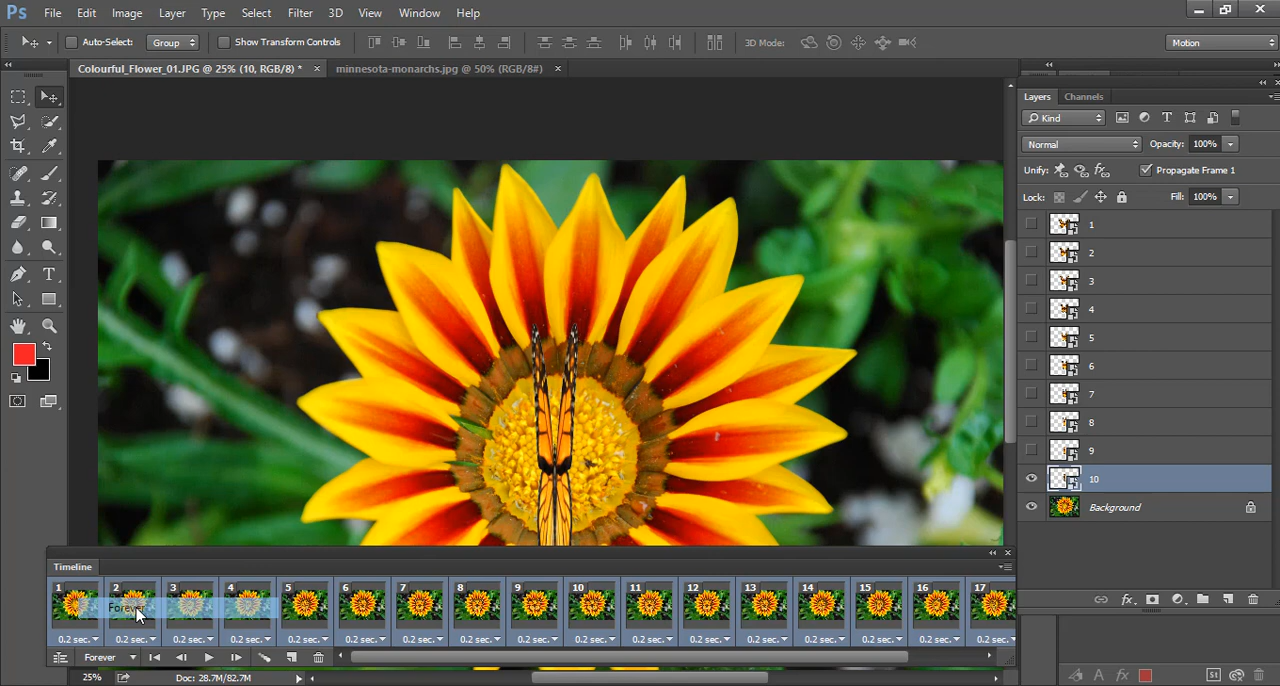 Ps File Edit Image Layer Type Select Filter 3D View Window Help
Auto-Select: Group Show Transform Controls 3D Mode: Motion
Colourful_Flower_01.JPG @ 25% (10, RGB/8) * × minnesota-monarchs.jpg @ 50% (RGB/8#) ×
Layers Channels
Kind
Normal Opacity: 100%
Unify: Propagate Frame 1
Lock: Fill: 100%
1
2
3
4
5
6
7
8
9
10
Background
Timeline
1 2 3 4 5 6 7 8 9 10 11 12 13 14 15 16 17
Forever
0.2 sec. 0.2 sec. 0.2 sec. 0.2 sec. 0.2 sec. 0.2 sec. 0.2 sec. 0.2 sec. 0.2 sec. 0.2 sec. 0.2 sec. 0.2 sec. 0.2 sec. 0.2 sec. 0.2 sec. 0.2 sec. 0.2 sec.
Forever
25% Doc: 28.7M/82.7M